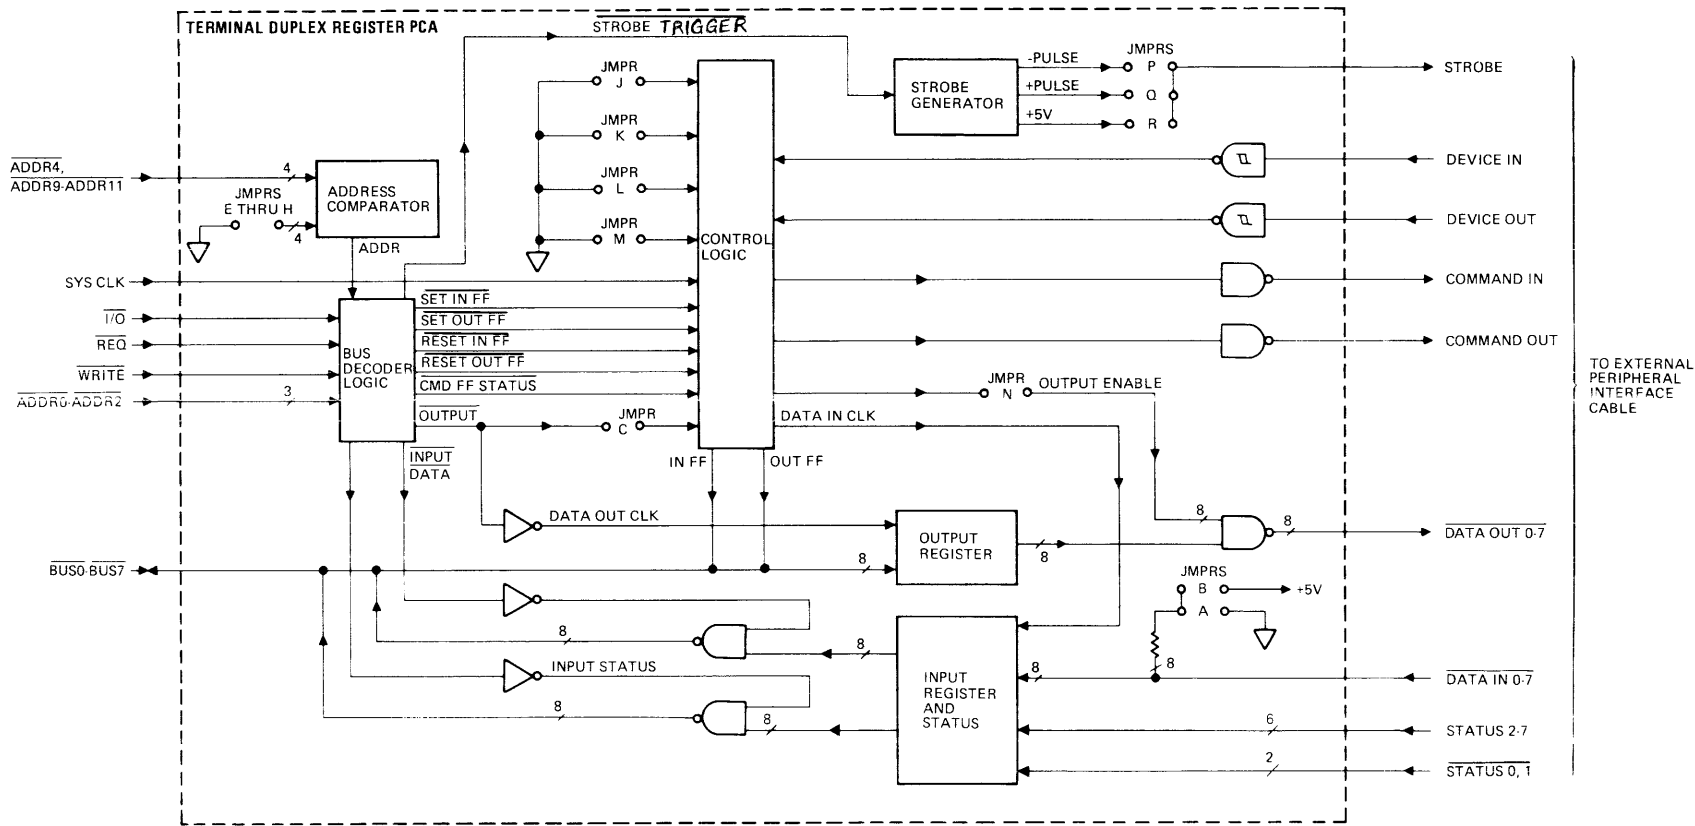 TERMINAL DUPLEX REGISTER PCA
STROBE TRIGGER
JMPR
J
JMPR
K
JMPR
L
JMPR
M
CONTROL
LOGIC
STROBE
GENERATOR
-PULSE
+PULSE
+5V
JMPRS
P
Q
R
STROBE
DEVICE IN
DEVICE OUT
COMMAND IN
COMMAND OUT
ADDR4,
ADDR9-ADDR11
4
JMPRS
E THRU H
4
ADDRESS
COMPARATOR
ADDR
SYS CLK
I/O
REQ
WRITE
ADDR0-ADDR2
3
BUS
DECODER
LOGIC
SET IN FF
SET OUT FF
RESET IN FF
RESET OUT FF
CMD FF STATUS
OUTPUT
JMPR
C
INPUT
DATA
IN FF
OUT FF
JMPR
N
OUTPUT ENABLE
DATA IN CLK
TO EXTERNAL
PERIPHERAL
INTERFACE
CABLE
DATA OUT CLK
OUTPUT
REGISTER
8
8
8
8
DATA OUT 0-7
BUS0-BUS7
JMPRS
B
+5V
A
8
8
8
INPUT STATUS
8
8
INPUT
REGISTER
AND
STATUS
8
DATA IN 0-7
6
STATUS 2-7
2
STATUS 0, 1